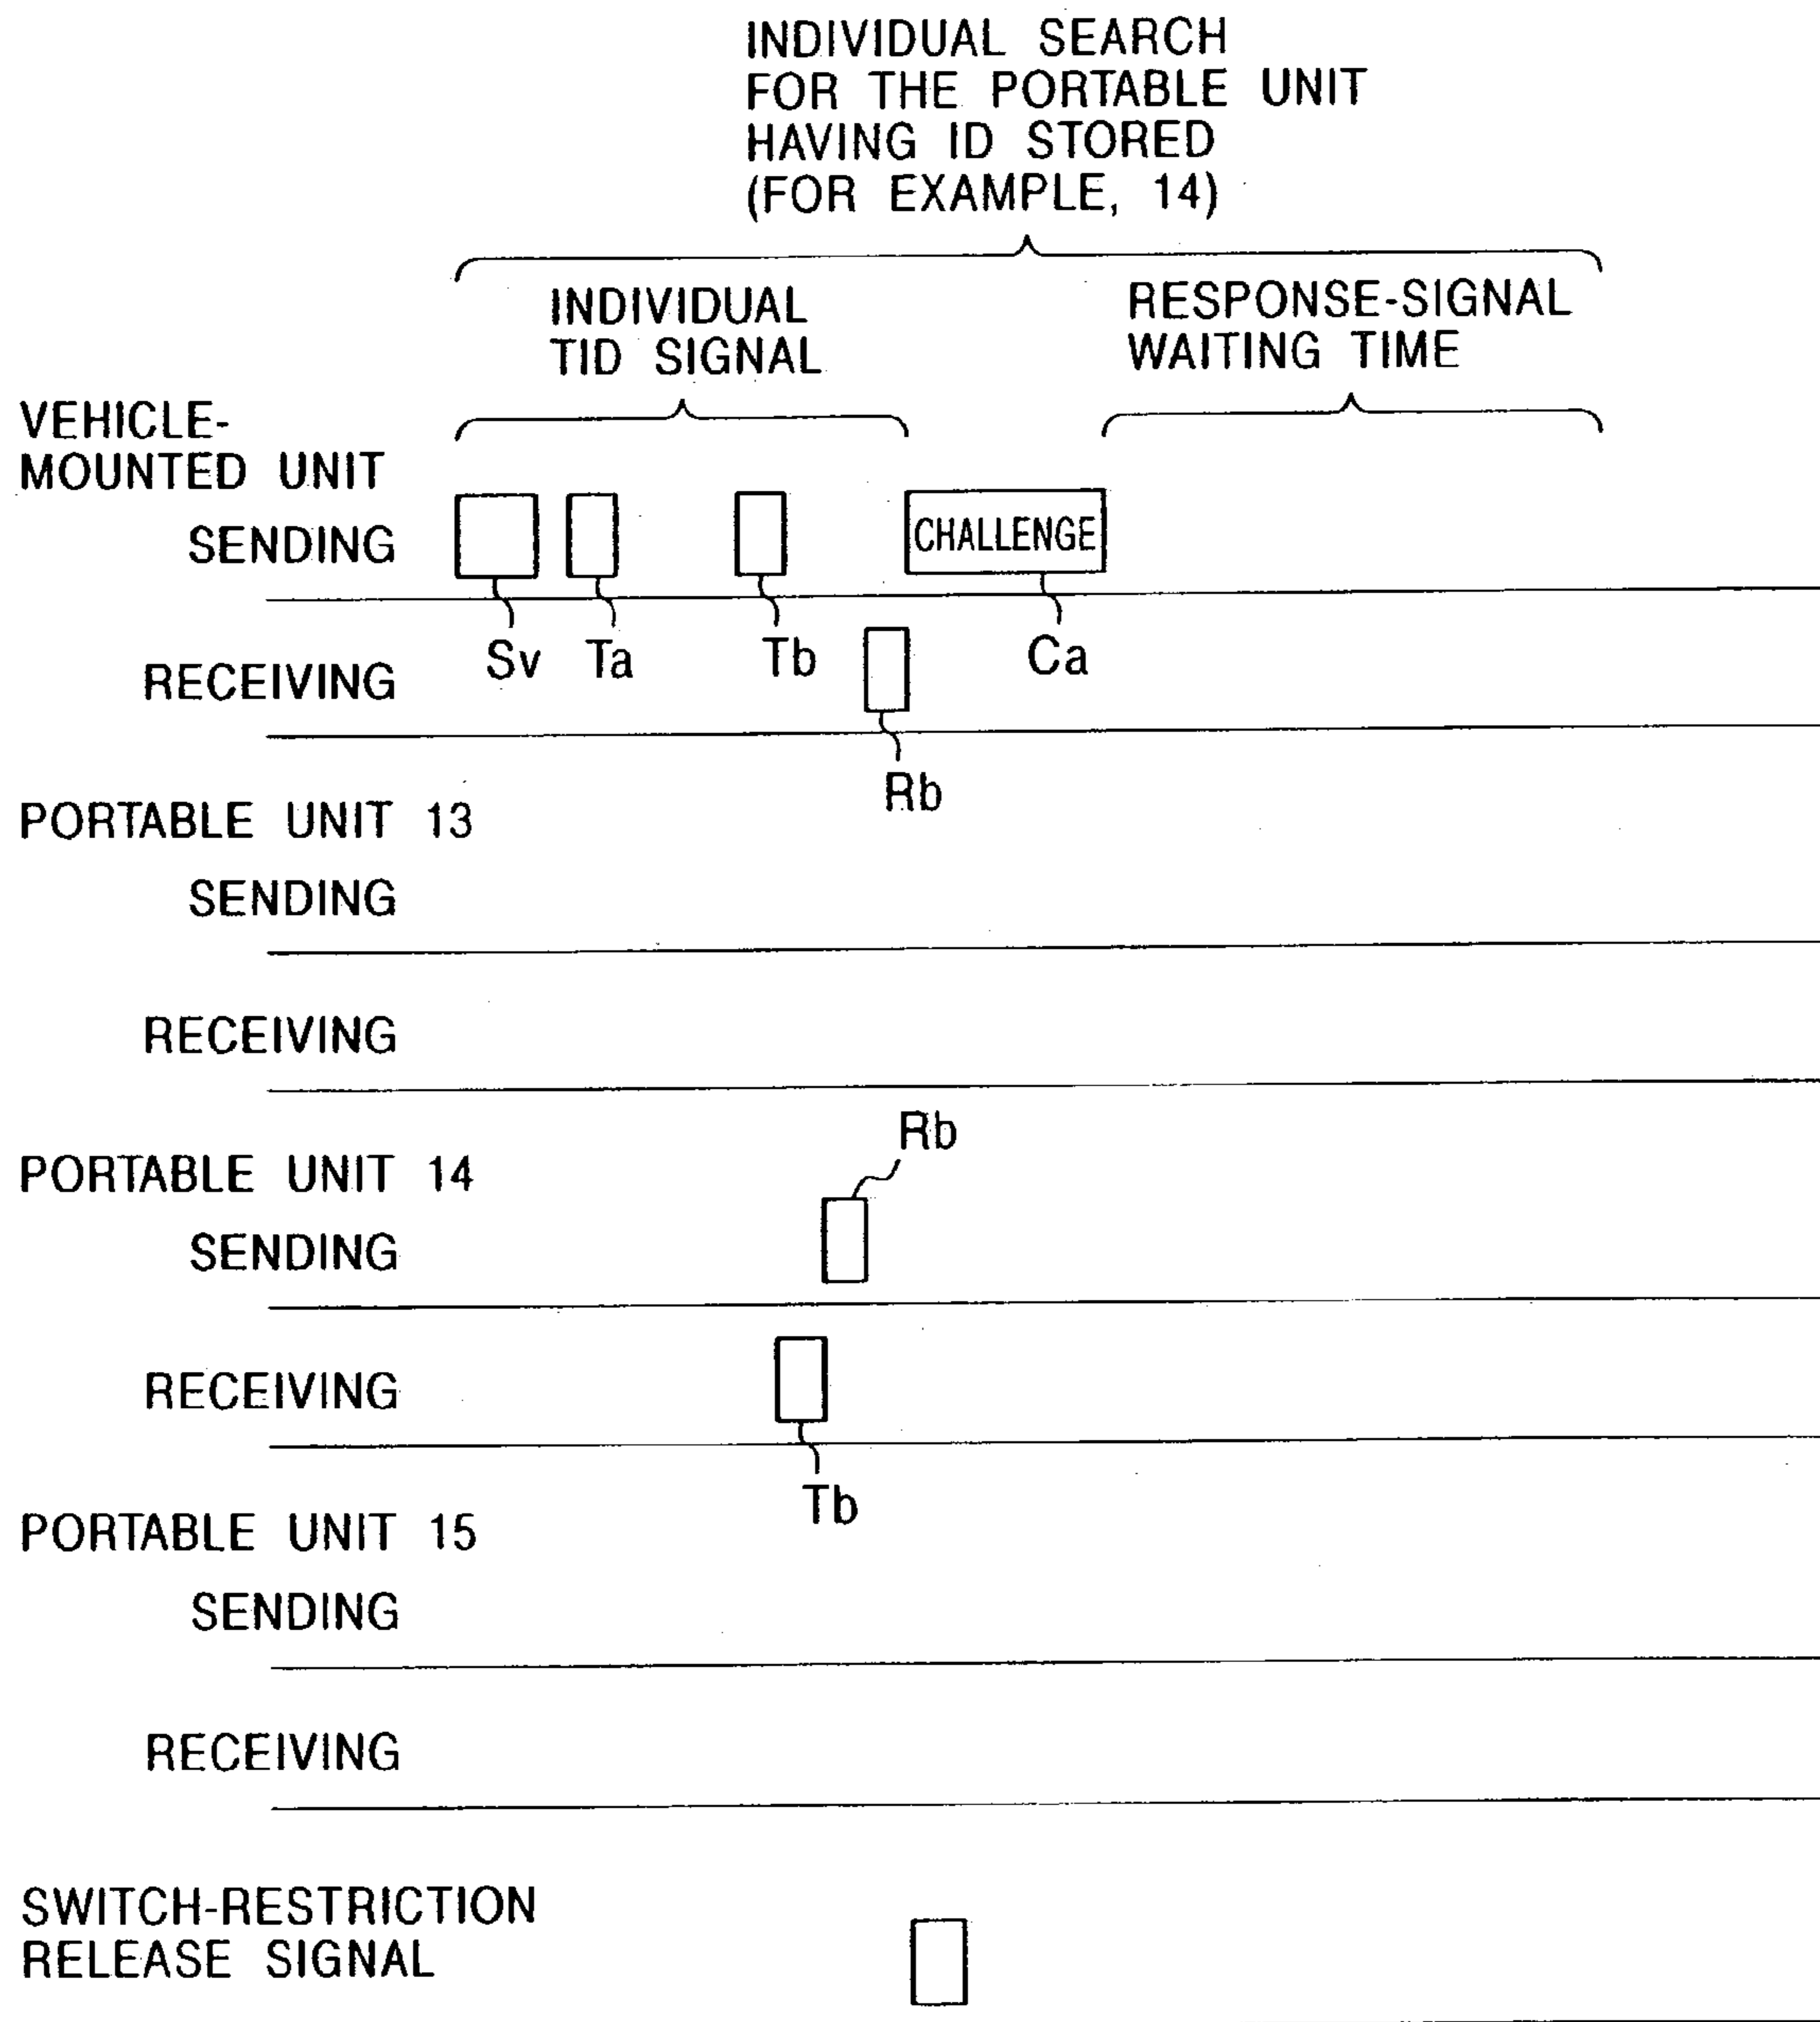 INDIVIDUAL SEARCH
FOR THE PORTABLE UNIT
HAVING ID STORED
(FOR EXAMPLE, 14)
INDIVIDUAL
TID SIGNAL
RESPONSE-SIGNAL
WAITING TIME
VEHICLE-
MOUNTED UNIT
SENDING
CHALLENGE
Sv
Ta
Tb
Ca
RECEIVING
Rb
PORTABLE UNIT 13
SENDING
RECEIVING
Rb
PORTABLE UNIT 14
SENDING
RECEIVING
Tb
PORTABLE UNIT 15
SENDING
RECEIVING
SWITCH-RESTRICTION
RELEASE SIGNAL